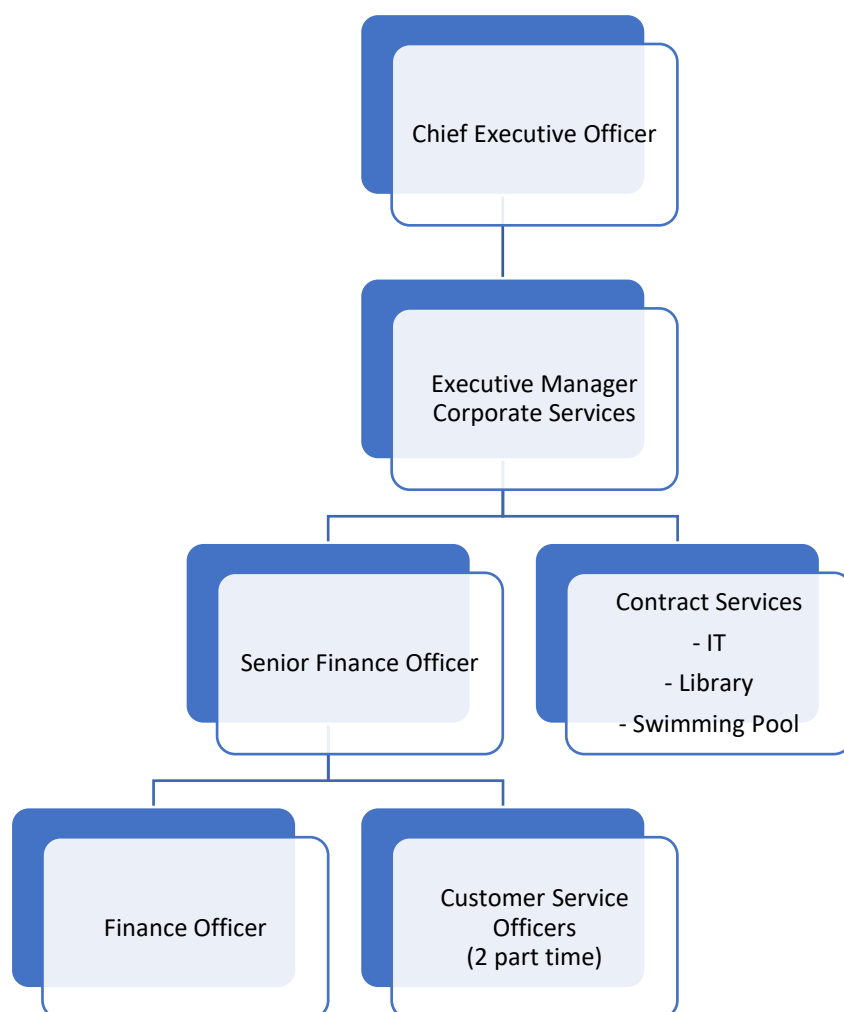 Chief Executive Officer
Executive Manager
Corporate Services
Senior Finance Officer
Contract Services
- IT
- Library
- Swimming Pool
Finance Officer
Customer Service
Officers
(2 part time)